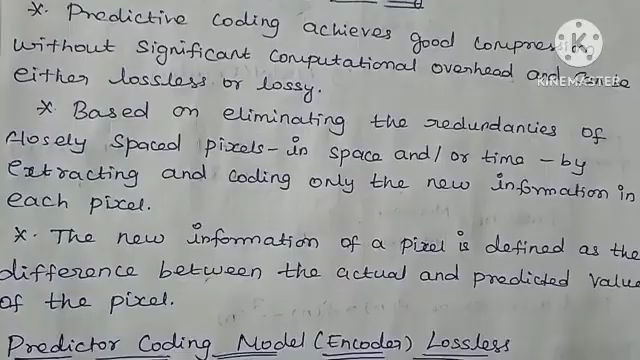 * Predictive coding achieves good compression
without significant computational overhead and can be
either lossless or lossy.
* Based on eliminating the redundancies of
closely spaced pixels - in space and/or time - by
extracting and coding only the new information in
each pixel.
* The new information of a pixel is defined as the
difference between the actual and predicted value
of the pixel.
Predictor Coding Model (Encoder) Lossless
KINEMASTER